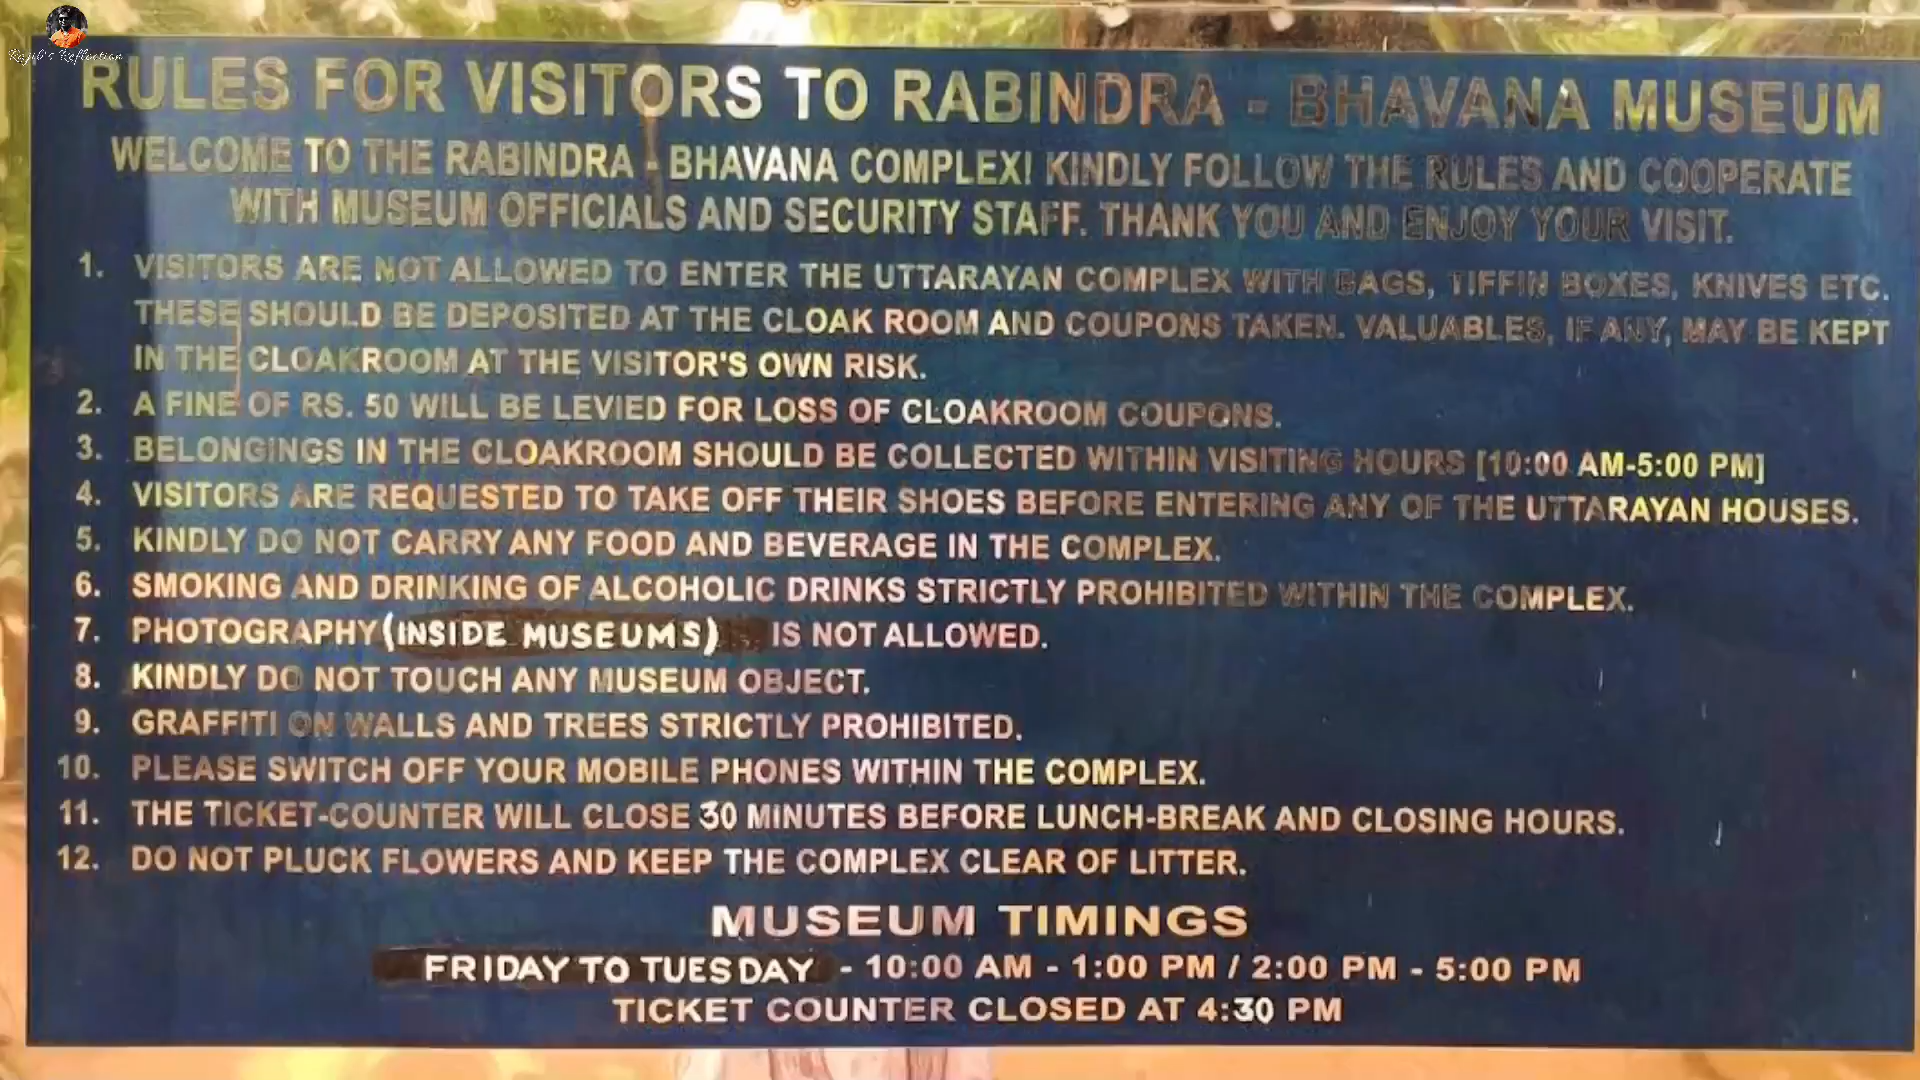 Rajib's Reflection
RULES FOR VISITORS TO RABINDRA - BHAVANA MUSEUM
WELCOME TO THE RABINDRA - BHAVANA COMPLEX! KINDLY FOLLOW THE RULES AND COOPERATE
WITH MUSEUM OFFICIALS AND SECURITY STAFF. THANK YOU AND ENJOY YOUR VISIT.
1. VISITORS ARE NOT ALLOWED TO ENTER THE UTTARAYAN COMPLEX WITH BAGS, TIFFIN BOXES, KNIVES ETC.
THESE SHOULD BE DEPOSITED AT THE CLOAK ROOM AND COUPONS TAKEN. VALUABLES, IF ANY, MAY BE KEPT
IN THE CLOAKROOM AT THE VISITOR'S OWN RISK.
2. A FINE OF RS. 50 WILL BE LEVIED FOR LOSS OF CLOAKROOM COUPONS.
3. BELONGINGS IN THE CLOAKROOM SHOULD BE COLLECTED WITHIN VISITING HOURS [10:00 AM-5:00 PM]
4. VISITORS ARE REQUESTED TO TAKE OFF THEIR SHOES BEFORE ENTERING ANY OF THE UTTARAYAN HOUSES.
5. KINDLY DO NOT CARRY ANY FOOD AND BEVERAGE IN THE COMPLEX.
6. SMOKING AND DRINKING OF ALCOHOLIC DRINKS STRICTLY PROHIBITED WITHIN THE COMPLEX.
7. PHOTOGRAPHY (INSIDE MUSEUMS) IS NOT ALLOWED.
8. KINDLY DO NOT TOUCH ANY MUSEUM OBJECT.
9. GRAFFITI ON WALLS AND TREES STRICTLY PROHIBITED.
10. PLEASE SWITCH OFF YOUR MOBILE PHONES WITHIN THE COMPLEX.
11. THE TICKET-COUNTER WILL CLOSE 30 MINUTES BEFORE LUNCH-BREAK AND CLOSING HOURS.
12. DO NOT PLUCK FLOWERS AND KEEP THE COMPLEX CLEAR OF LITTER.
MUSEUM TIMINGS
FRIDAY TO TUESDAY - 10:00 AM - 1:00 PM / 2:00 PM - 5:00 PM
TICKET COUNTER CLOSED AT 4:30 PM